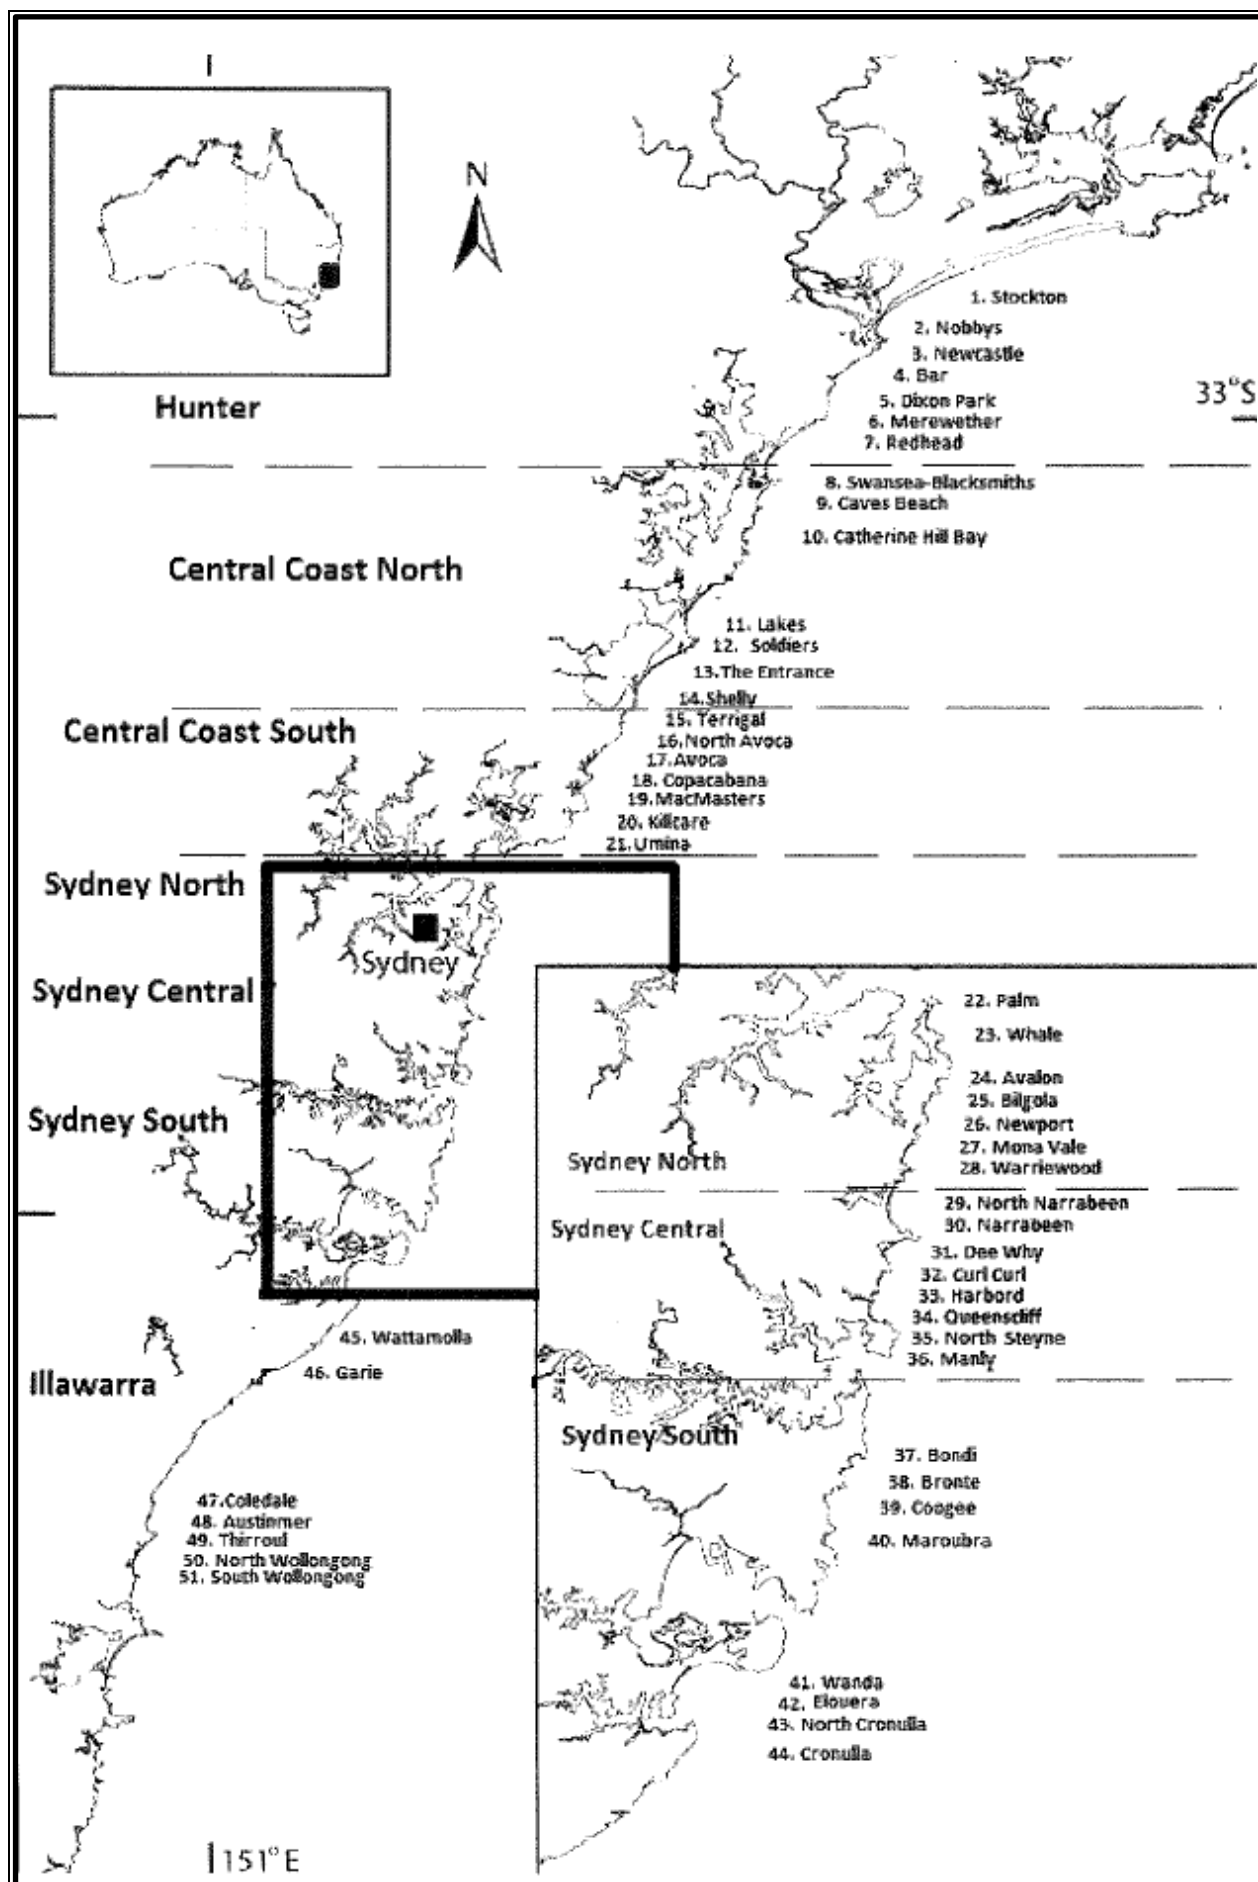 N
1. Stockton
2. Nobbys
3. Newcastle
4. Bar
33°S
5. Dixon Park
Hunter
6. Merewether
7. Redhead
8. Swansea-Blacksmiths
9. Caves Beach
10. Catherine Hill Bay
Central Coast North
11. Lakes
12. Soldiers
13.The Entrance
14.Shelly
15. Terrigal
Central Coast South
16.North Avoca
17.Avoca
18. Copacabana
19.MacMasters
20. Killcare
21.Umina
Sydney North
Sydney
Sydney Central
Sydney South
22. Palm
23. Whale
24. Avalon
25. Bilgola
26. Newport
27. Mona Vale
28. Warriewood
Sydney North
29. North Narrabeen
30. Narrabeen
Sydney Central
31. Dee Why
32. Curl Curl
33. Harbord
34. Queenscliff
35. North Steyne
36. Manly
Sydney South
37. Bondi
38. Bronte
39. Coogee
40. Maroubra
41. Wanda
42. Elouera
43. North Cronulla
44. Cronulla
45. Wattamolla
46. Garie
Illawarra
47.Coledale
48. Austinmer
49. Thirroul
50. North Wollongong
51. South Wollongong
151°E